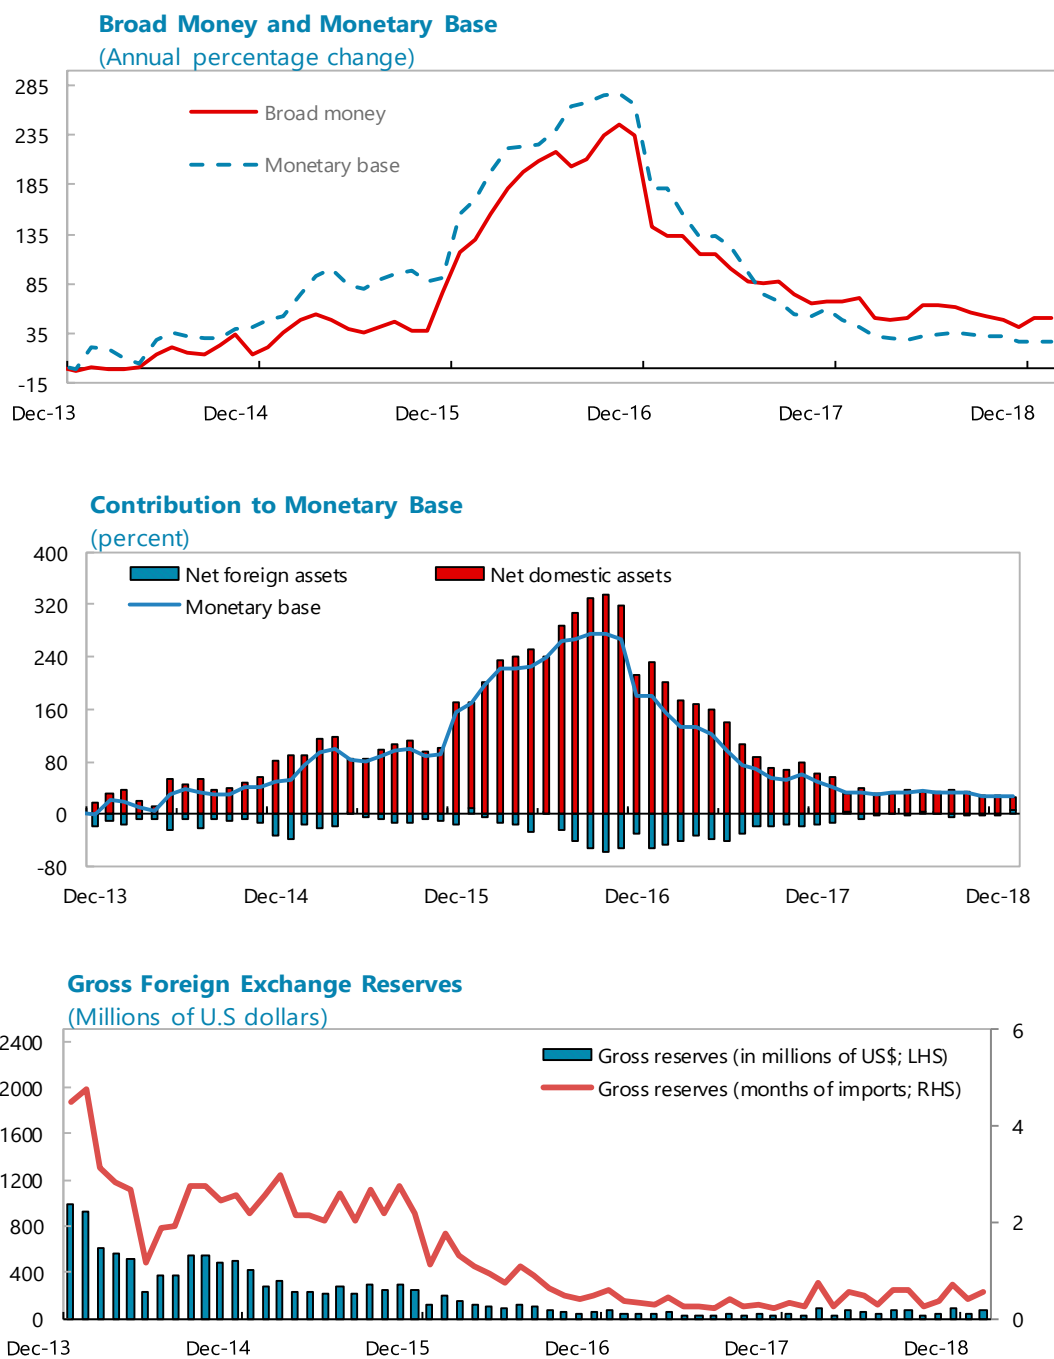 Broad Money and Monetary Base
(Annual percentage change)
285
235
185
135
85
35
-15
Broad money
Monetary base
Dec-13 Dec-14 Dec-15 Dec-16 Dec-17 Dec-18
Contribution to Monetary Base
(percent)
400
320
240
160
80
0
-80
Net foreign assets Net domestic assets
Monetary base
Dec-13 Dec-14 Dec-15 Dec-16 Dec-17 Dec-18
Gross Foreign Exchange Reserves
(Millions of U.S dollars)
2400
2000
1600
1200
800
400
0
Gross reserves (in millions of US$; LHS)
Gross reserves (months of imports; RHS)
6
4
2
0
Dec-13 Dec-14 Dec-15 Dec-16 Dec-17 Dec-18